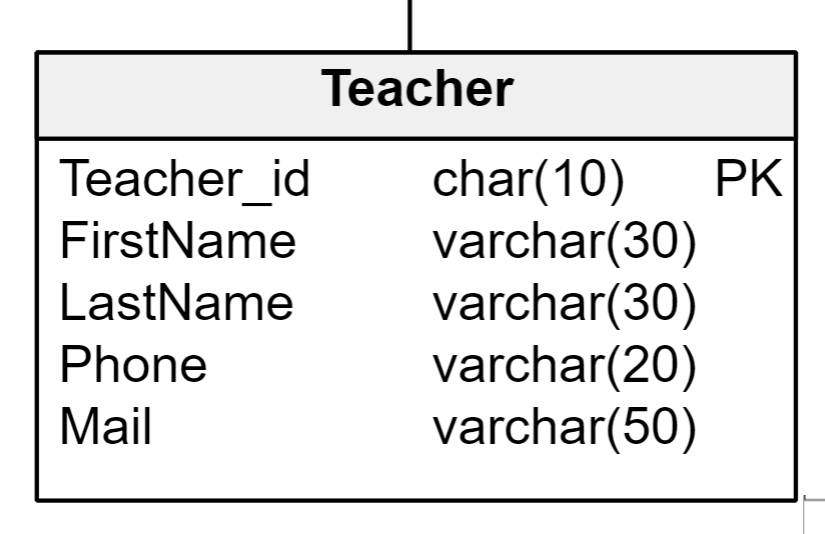 Teacher
Teacher_id char(10) PK
FirstName varchar(30)
LastName varchar(30)
Phone varchar(20)
Mail varchar(50)